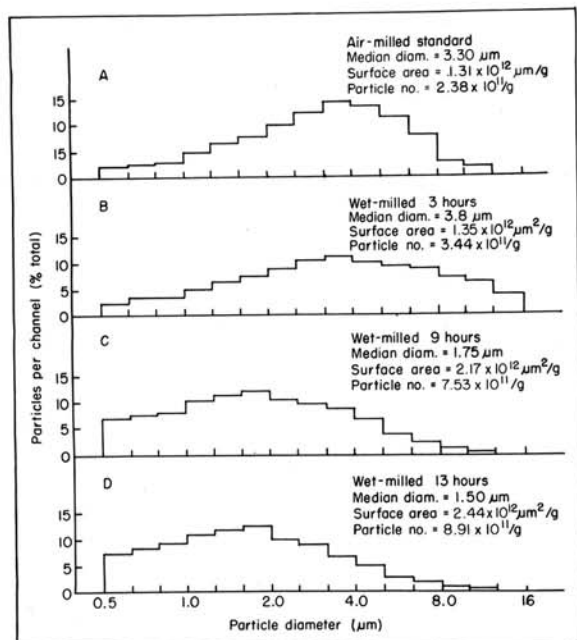 A
Air-milled standard
Median diam. = 3.30 µm
Surface area = .1.31 x 10¹² µm/g
Particle no. = 2.38 x 10¹¹/g
15
10
15
0
B
Wet-milled 3 hours
Median diam. = 3.8 µm
Surface area = 1.35 x 10¹² µm²/g
Particle no. = 3.44 x 10¹¹/g
15
10
5
0
C
Wet-milled 9 hours
Median diam. = 1.75 µm
Surface area = 2.17 x 10¹² µm²/g
Particle no. = 7.53 x 10¹¹/g
15
10
5
0
D
Wet-milled 13 hours
Median diam. = 1.50 µm
Surface area = 2.44 x 10¹² µm²/g
Particle no. = 8.91 x 10¹¹/g
15
10
5
0
Particles per channel (% total)
0.5 1.0 2.0 4.0 8.0 16
Particle diameter (µm)